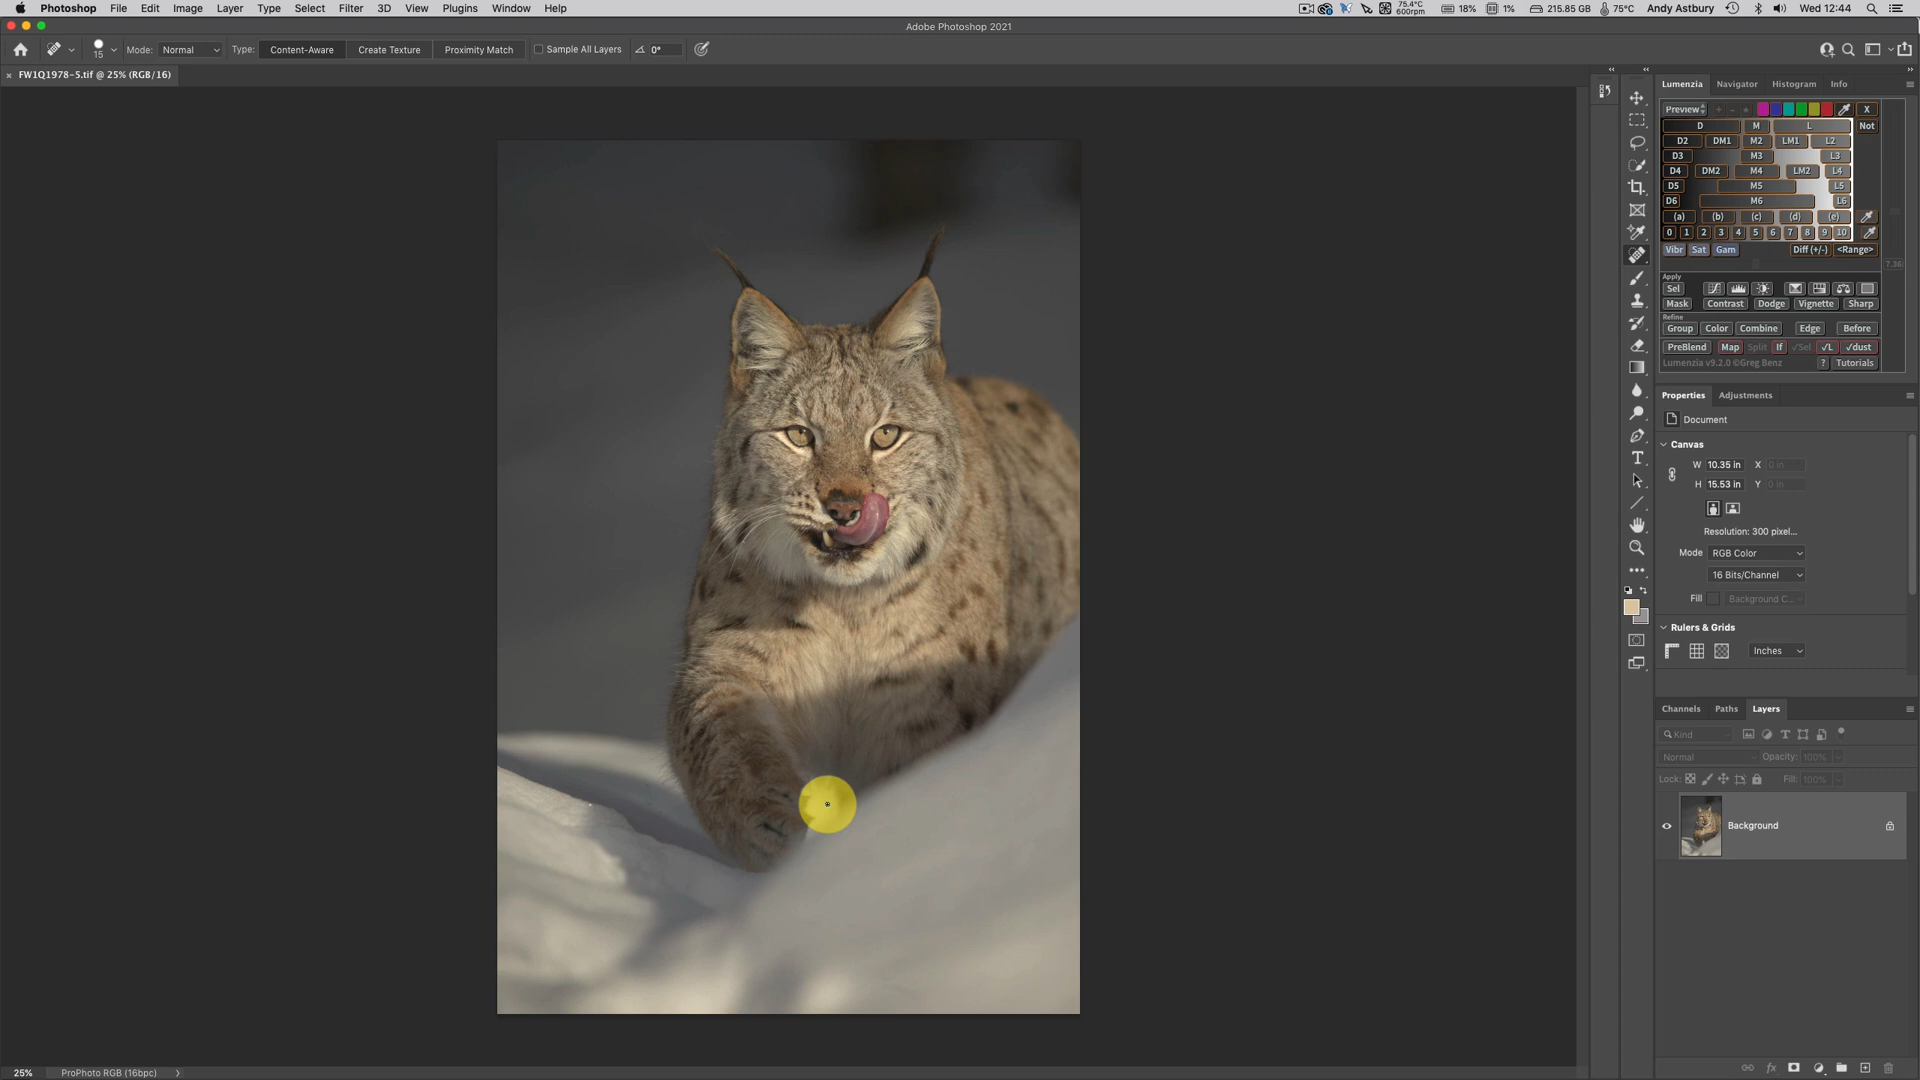 Photoshop File Edit Image Layer Type Select Filter 3D View Plugins Window Help 75.4°C 600rpm 18% 1% 215.85 GB 75°C Andy Astbury Wed 12:44
Adobe Photoshop 2021
15 Mode: Normal Type: Content-Aware Create Texture Proximity Match Sample All Layers 0°
× FW1Q1978-5.tif @ 25% (RGB/16)
Lumenzia Navigator Histogram Info
Preview X
D M L Not
D2 DM1 M2 LM1 L2
D3 M3 L3
D4 DM2 M4 LM2 L4
D5 M5 L5
D6 M6 L6
(a) (b) (c) (d) (e)
0 1 2 3 4 5 6 7 8 9 10
Vibr Sat Gam Diff (+/-) <Range>
7.36
Apply
Sel
Mask Contrast Dodge Vignette Sharp
Refine
Group Color Combine Edge Before
PreBlend Map Split If √Sel √L √dust
Lumenzia v9.2.0 ©Greg Benz ? Tutorials
Properties Adjustments
Document
Canvas
W 10.35 in X 0 in
H 15.53 in Y 0 in
Resolution: 300 pixel...
Mode RGB Color
16 Bits/Channel
Fill Background C...
Rulers & Grids
Inches
Channels Paths Layers
Kind
Normal Opacity: 100%
Lock: Fill: 100%
Background
25% ProPhoto RGB (16bpc)